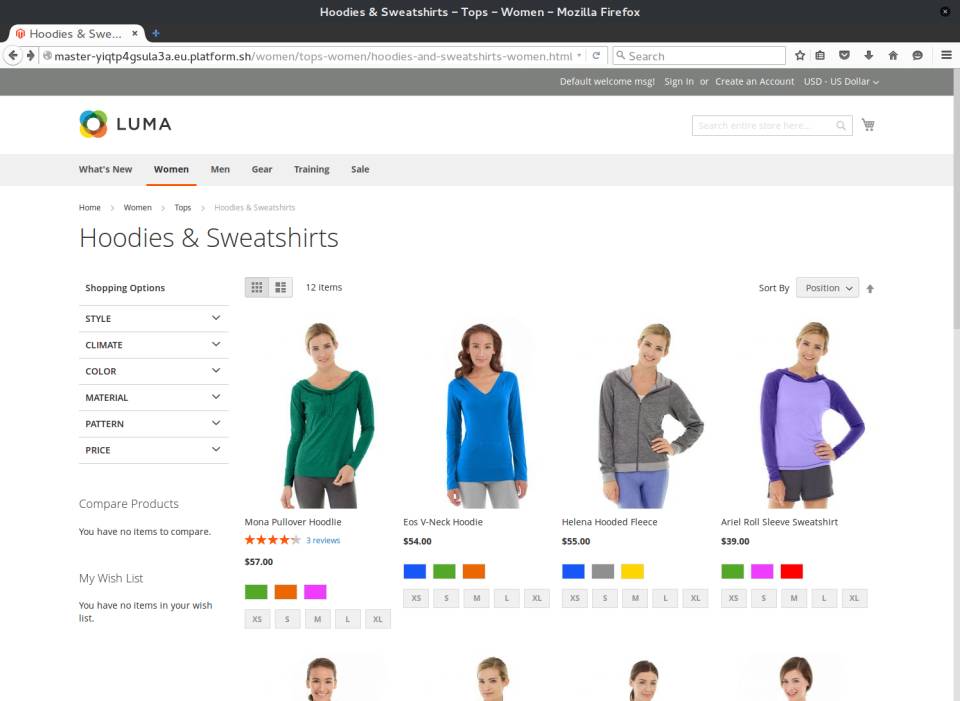 Hoodies & Sweatshirts – Tops – Women – Mozilla Firefox
Hoodies & Swe...
master-yiqtp4gsula3a.eu.platform.sh/women/tops-women/hoodies-and-sweatshirts-women.html
Search
Default welcome msg! Sign In or Create an Account USD - US Dollar
LUMA
Search entire store here...
What's New Women Men Gear Training Sale
Home > Women > Tops > Hoodies & Sweatshirts
Hoodies & Sweatshirts
Shopping Options
12 items
Sort By Position
STYLE
CLIMATE
COLOR
MATERIAL
PATTERN
PRICE
Compare Products
You have no items to compare.
My Wish List
You have no items in your wish
list.
Mona Pullover Hoodlie
3 reviews
$57.00
XS S M L XL
Eos V-Neck Hoodie
$54.00
XS S M L XL
Helena Hooded Fleece
$55.00
XS S M L XL
Ariel Roll Sleeve Sweatshirt
$39.00
XS S M L XL